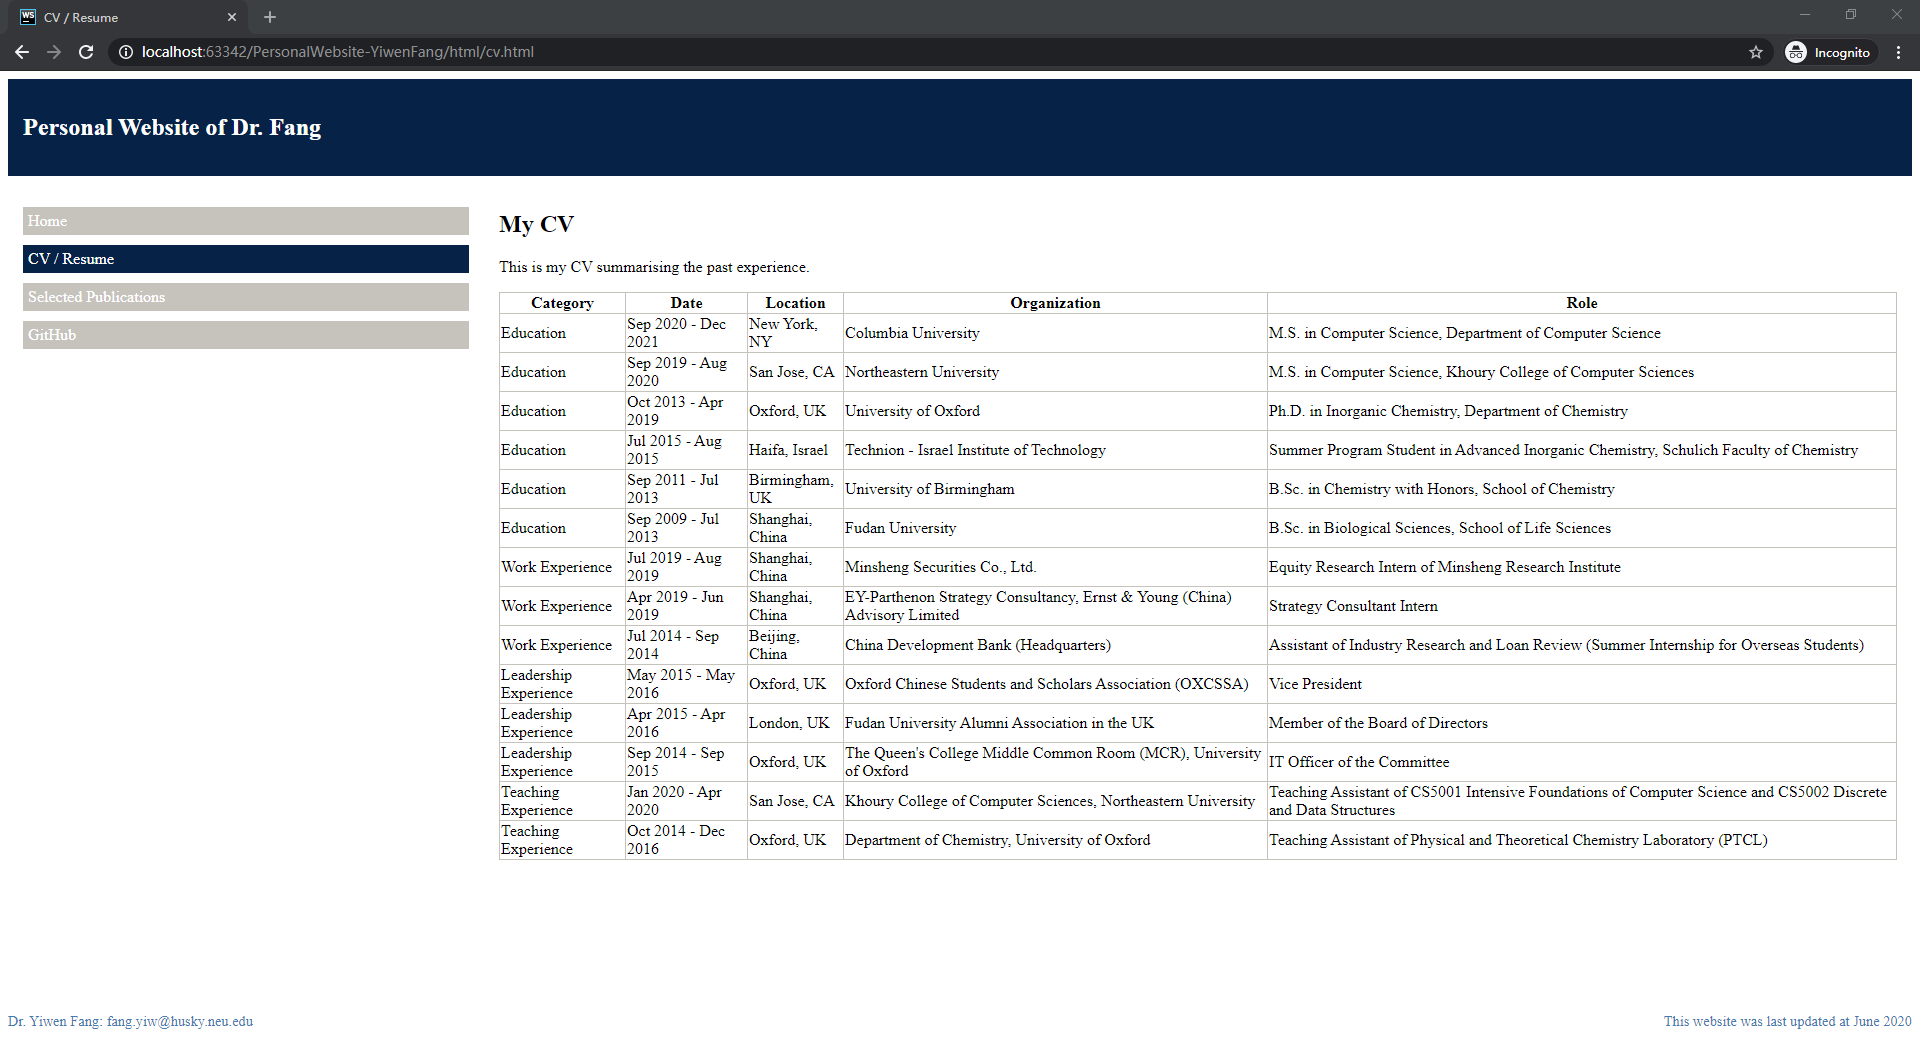 WS
CV / Resume
localhost:63342/PersonalWebsite-YiwenFang/html/cv.html
Incognito
Personal Website of Dr. Fang
Home
CV / Resume
Selected Publications
GitHub
My CV
This is my CV summarising the past experience.
Category Date Location Organization Role
Education Sep 2020 - Dec 2021 New York, NY Columbia University M.S. in Computer Science, Department of Computer Science
Education Sep 2019 - Aug 2020 San Jose, CA Northeastern University M.S. in Computer Science, Khoury College of Computer Sciences
Education Oct 2013 - Apr 2019 Oxford, UK University of Oxford Ph.D. in Inorganic Chemistry, Department of Chemistry
Education Jul 2015 - Aug 2015 Haifa, Israel Technion - Israel Institute of Technology Summer Program Student in Advanced Inorganic Chemistry, Schulich Faculty of Chemistry
Education Sep 2011 - Jul 2013 Birmingham, UK University of Birmingham B.Sc. in Chemistry with Honors, School of Chemistry
Education Sep 2009 - Jul 2013 Shanghai, China Fudan University B.Sc. in Biological Sciences, School of Life Sciences
Work Experience Jul 2019 - Aug 2019 Shanghai, China Minsheng Securities Co., Ltd. Equity Research Intern of Minsheng Research Institute
Work Experience Apr 2019 - Jun 2019 Shanghai, China EY-Parthenon Strategy Consultancy, Ernst & Young (China) Advisory Limited Strategy Consultant Intern
Work Experience Jul 2014 - Sep 2014 Beijing, China China Development Bank (Headquarters) Assistant of Industry Research and Loan Review (Summer Internship for Overseas Students)
Leadership Experience May 2015 - May 2016 Oxford, UK Oxford Chinese Students and Scholars Association (OXCSSA) Vice President
Leadership Experience Apr 2015 - Apr 2016 London, UK Fudan University Alumni Association in the UK Member of the Board of Directors
Leadership Experience Sep 2014 - Sep 2015 Oxford, UK The Queen's College Middle Common Room (MCR), University of Oxford IT Officer of the Committee
Teaching Experience Jan 2020 - Apr 2020 San Jose, CA Khoury College of Computer Sciences, Northeastern University Teaching Assistant of CS5001 Intensive Foundations of Computer Science and CS5002 Discrete and Data Structures
Teaching Experience Oct 2014 - Dec 2016 Oxford, UK Department of Chemistry, University of Oxford Teaching Assistant of Physical and Theoretical Chemistry Laboratory (PTCL)
Dr. Yiwen Fang: fang.yiw@husky.neu.edu
This website was last updated at June 2020